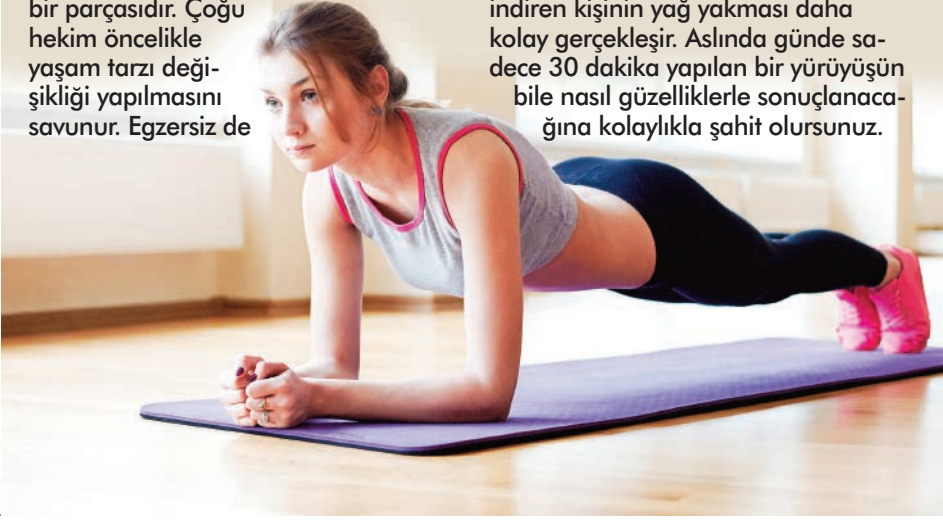 bir parçasıdır. Çoğu
hekim öncelikle
yaşam tarzı deği-
şikliği yapılmasını
savunur. Egzersiz de
indiren kişinin yağ yakması daha
kolay gerçekleşir. Aslında günde sa-
dece 30 dakika yapılan bir yürüyüşün
bile nasıl güzelliklerle sonuçlanaca-
ğına kolaylıkla şahit olursunuz.